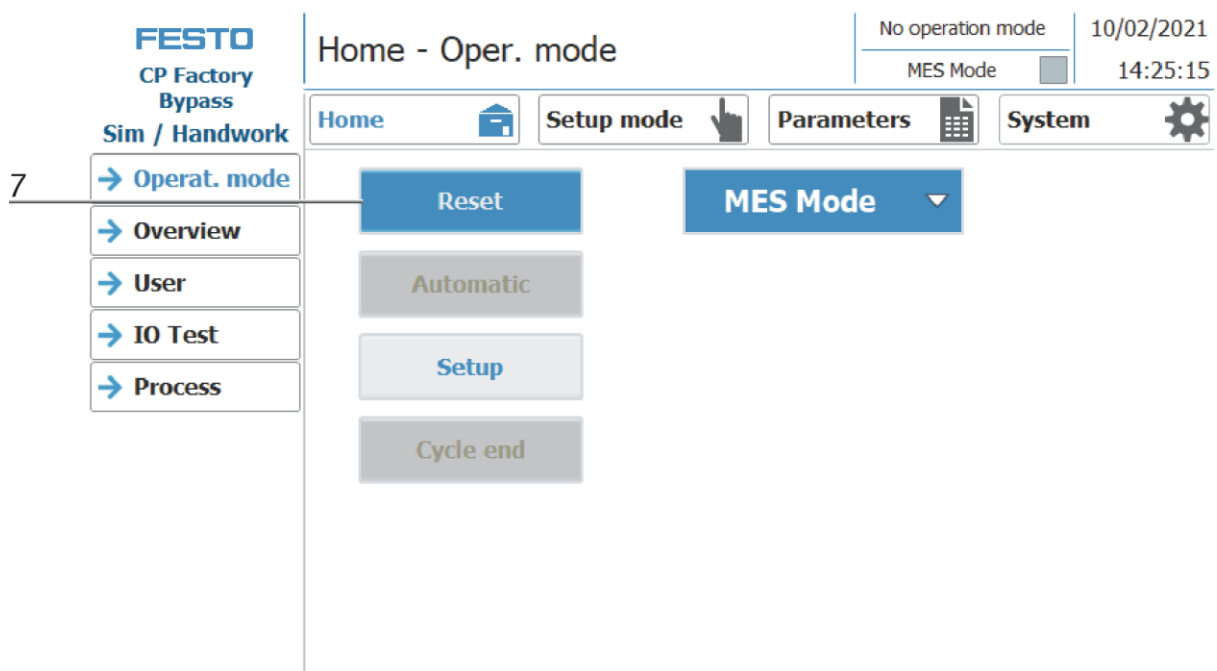 FESTO
CP Factory
Bypass
Sim / Handwork
Home - Oper. mode
No operation mode
MES Mode
10/02/2021
14:25:15
Home
Setup mode
Parameters
System
7
Operat. mode
Overview
User
IO Test
Process
Reset
MES Mode
Automatic
Setup
Cycle end